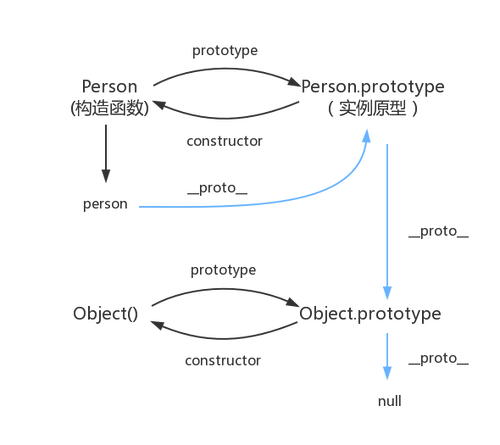 prototype
Person
(构造函数)
Person.prototype
（实例原型）
constructor
__proto__
person
__proto__
prototype
Object()
Object.prototype
constructor
__proto__
null